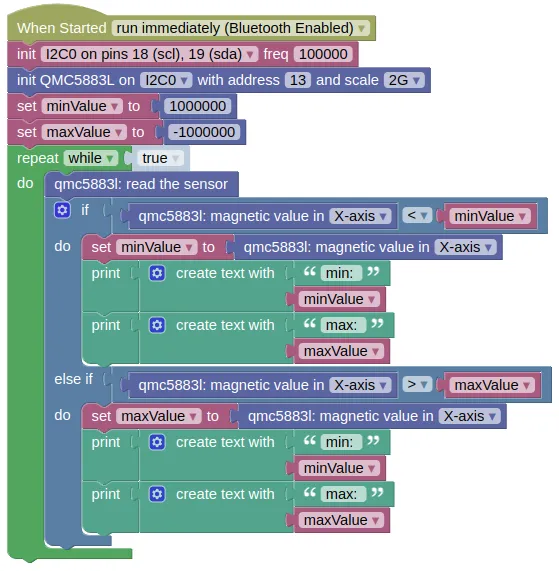 When Started run immediately (Bluetooth Enabled)
init I2C0 on pins 18 (scl), 19 (sda) freq 100000
init QMC5883L on I2C0 with address 13 and scale 2G
set minValue to 1000000
set maxValue to -1000000
repeat while true
do qmc5883l: read the sensor
if qmc5883l: magnetic value in X-axis < minValue
do set minValue to qmc5883l: magnetic value in X-axis
print create text with “ min: ”
minValue
print create text with “ max: ”
maxValue
else if qmc5883l: magnetic value in X-axis > maxValue
do set maxValue to qmc5883l: magnetic value in X-axis
print create text with “ min: ”
minValue
print create text with “ max: ”
maxValue